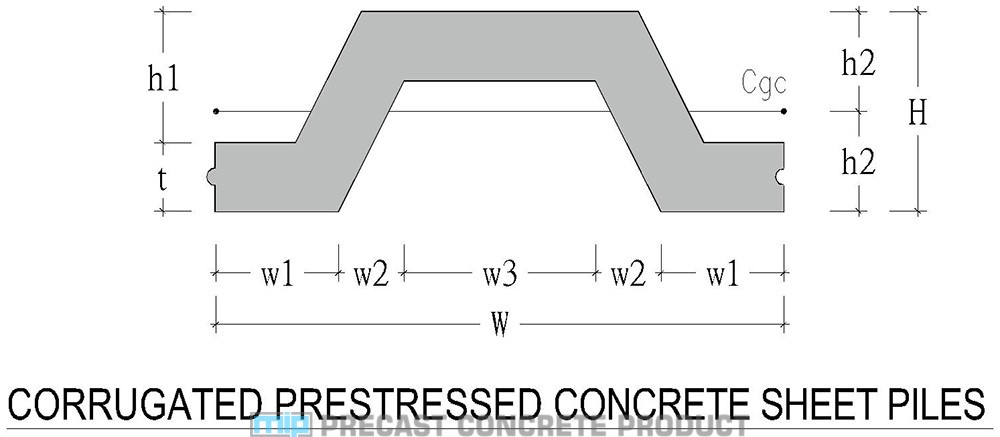 h1
t
Cgc
h2
h2
H
w1
w2
w3
w2
w1
W
CORRUGATED PRESTRESSED CONCRETE SHEET PILES
mip PRECAST CONCRETE PRODUCT